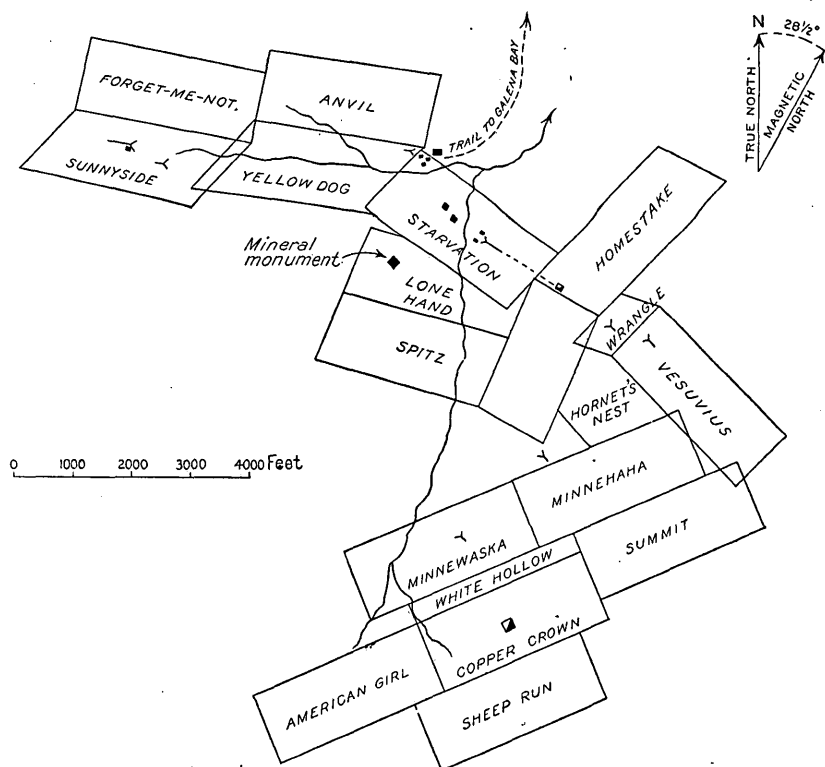 N
28½°
TRUE NORTH
MAGNETIC
NORTH
TRAIL TO GALENA BAY
FORGET-ME-NOT.
ANVIL
SUNNYSIDE
YELLOW DOG
STARVATION
HOMESTAKE
Mineral
monument
LONE
HAND
WRANGLE
SPITZ
VESUVIUS
HORNET'S
NEST
0 1000 2000 3000 4000 Feet
MINNEHAHA
MINNEWASKA
SUMMIT
WHITE HOLLOW
COPPER CROWN
AMERICAN GIRL
SHEEP RUN